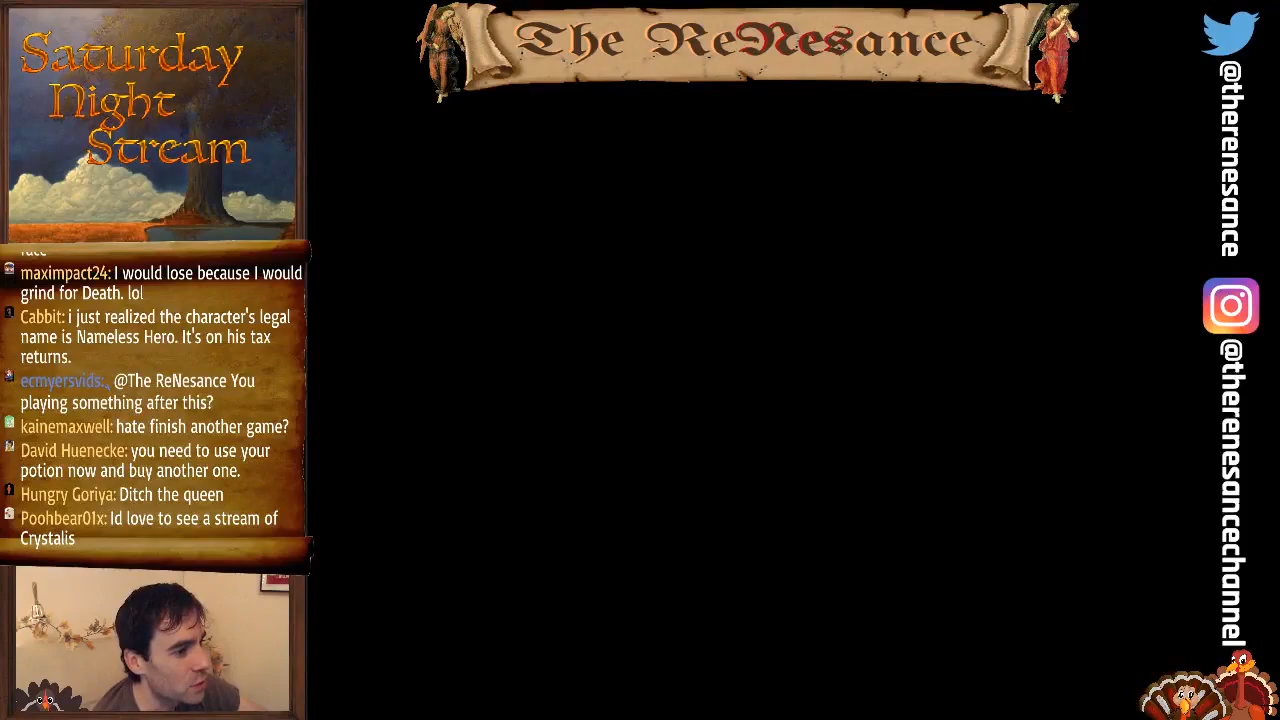 Saturday
Night
Stream
The ReNesance
@therenesance
@therenesancechannel
maximpact24: I would lose because I would
grind for Death. lol
Cabbit: i just realized the character's legal
name is Nameless Hero. It's on his tax
returns.
ecmyersvids: @The ReNesance You
playing something after this?
kainemaxwell: hate finish another game?
David Huenecke: you need to use your
potion now and buy another one.
Hungry Goriya: Ditch the queen
Poohbear01x: Id love to see a stream of
Crystalis